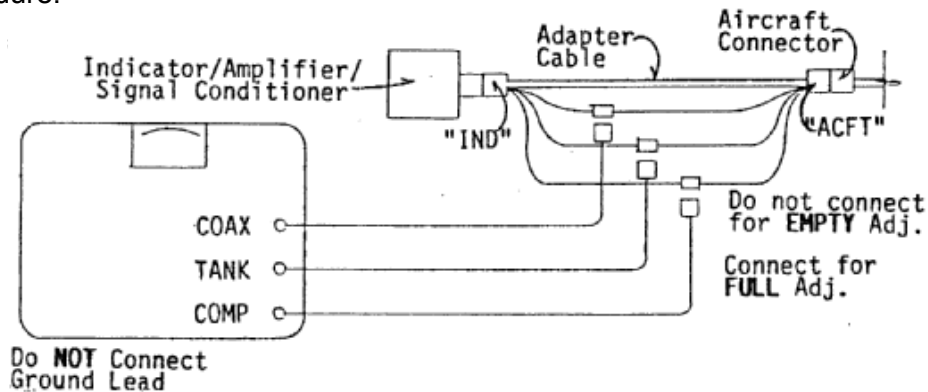 Adapter
Cable
Aircraft
Connector
Indicator/Amplifier/
Signal Conditioner
"IND"
"ACFT"
COAX
TANK
COMP
Do not connect
for EMPTY Adj.
Connect for
FULL Adj.
Do NOT Connect
Ground Lead